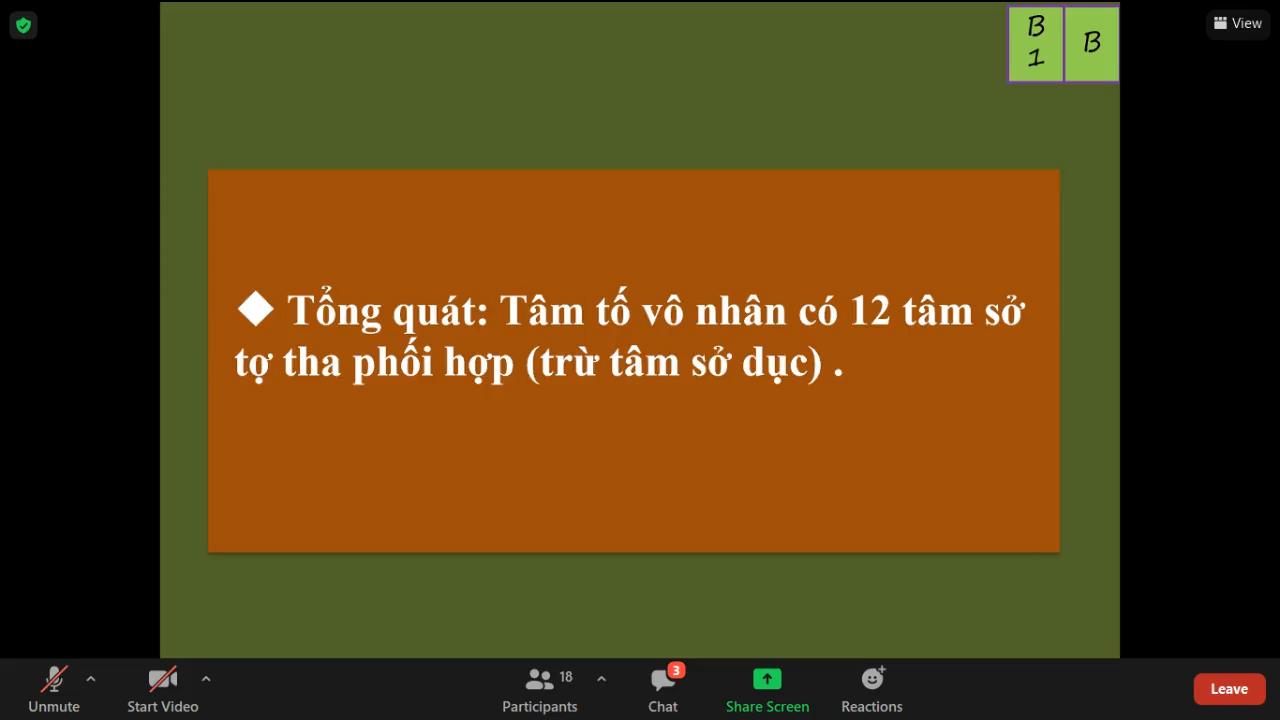 View
B
1
B
◆ Tổng quát: Tâm tố vô nhân có 12 tâm sở
tợ tha phối hợp (trừ tâm sở dục) .
Unmute
Start Video
18
Participants
3
Chat
Share Screen
Reactions
Leave